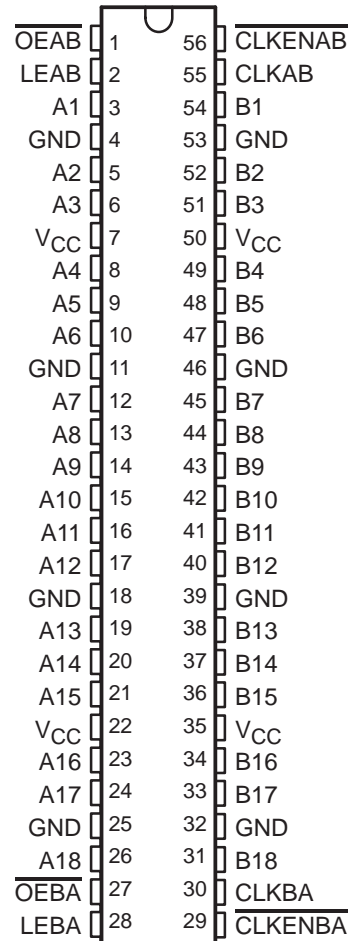 O̅E̅A̅B̅ 1 56 C̅L̅K̅E̅N̅A̅B̅
LEAB 2 55 CLKAB
A1 3 54 B1
GND 4 53 GND
A2 5 52 B2
A3 6 51 B3
VCC 7 50 VCC
A4 8 49 B4
A5 9 48 B5
A6 10 47 B6
GND 11 46 GND
A7 12 45 B7
A8 13 44 B8
A9 14 43 B9
A10 15 42 B10
A11 16 41 B11
A12 17 40 B12
GND 18 39 GND
A13 19 38 B13
A14 20 37 B14
A15 21 36 B15
VCC 22 35 VCC
A16 23 34 B16
A17 24 33 B17
GND 25 32 GND
A18 26 31 B18
O̅E̅B̅A̅ 27 30 CLKBA
LEBA 28 29 C̅L̅K̅E̅N̅B̅A̅